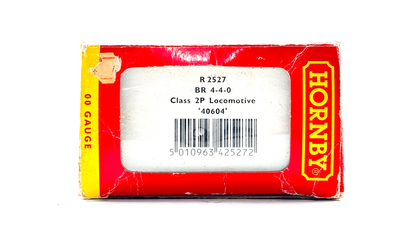 00 GAUGE
R 2527
BR 4-4-0
Class 2P Locomotive
'40604'
5 010963 425272
HORNBY